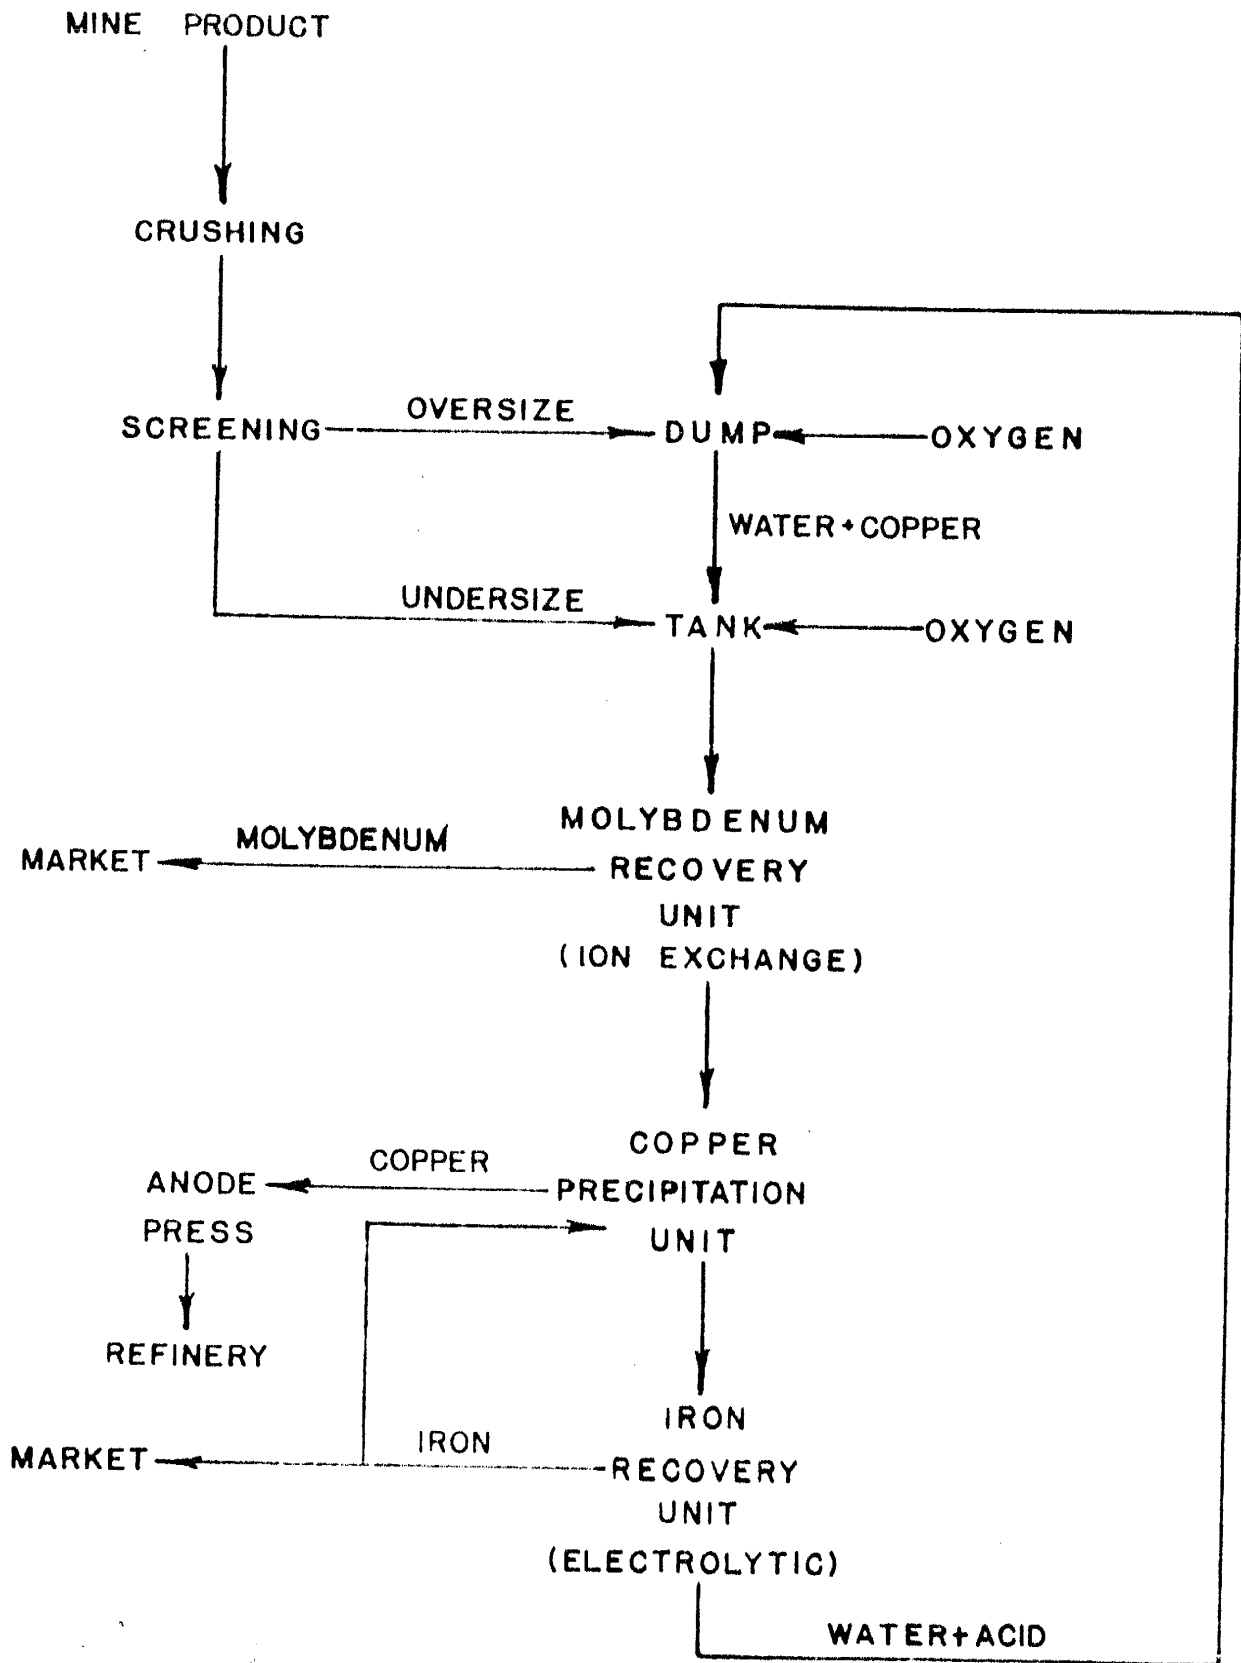 MINE PRODUCT
CRUSHING
SCREENING
OVERSIZE
DUMP
OXYGEN
WATER + COPPER
UNDERSIZE
TANK
OXYGEN
MOLYBDENUM
RECOVERY
UNIT
(ION EXCHANGE)
MOLYBDENUM
MARKET
COPPER
PRECIPITATION
UNIT
COPPER
ANODE
PRESS
REFINERY
IRON
RECOVERY
UNIT
(ELECTROLYTIC)
IRON
MARKET
WATER + ACID